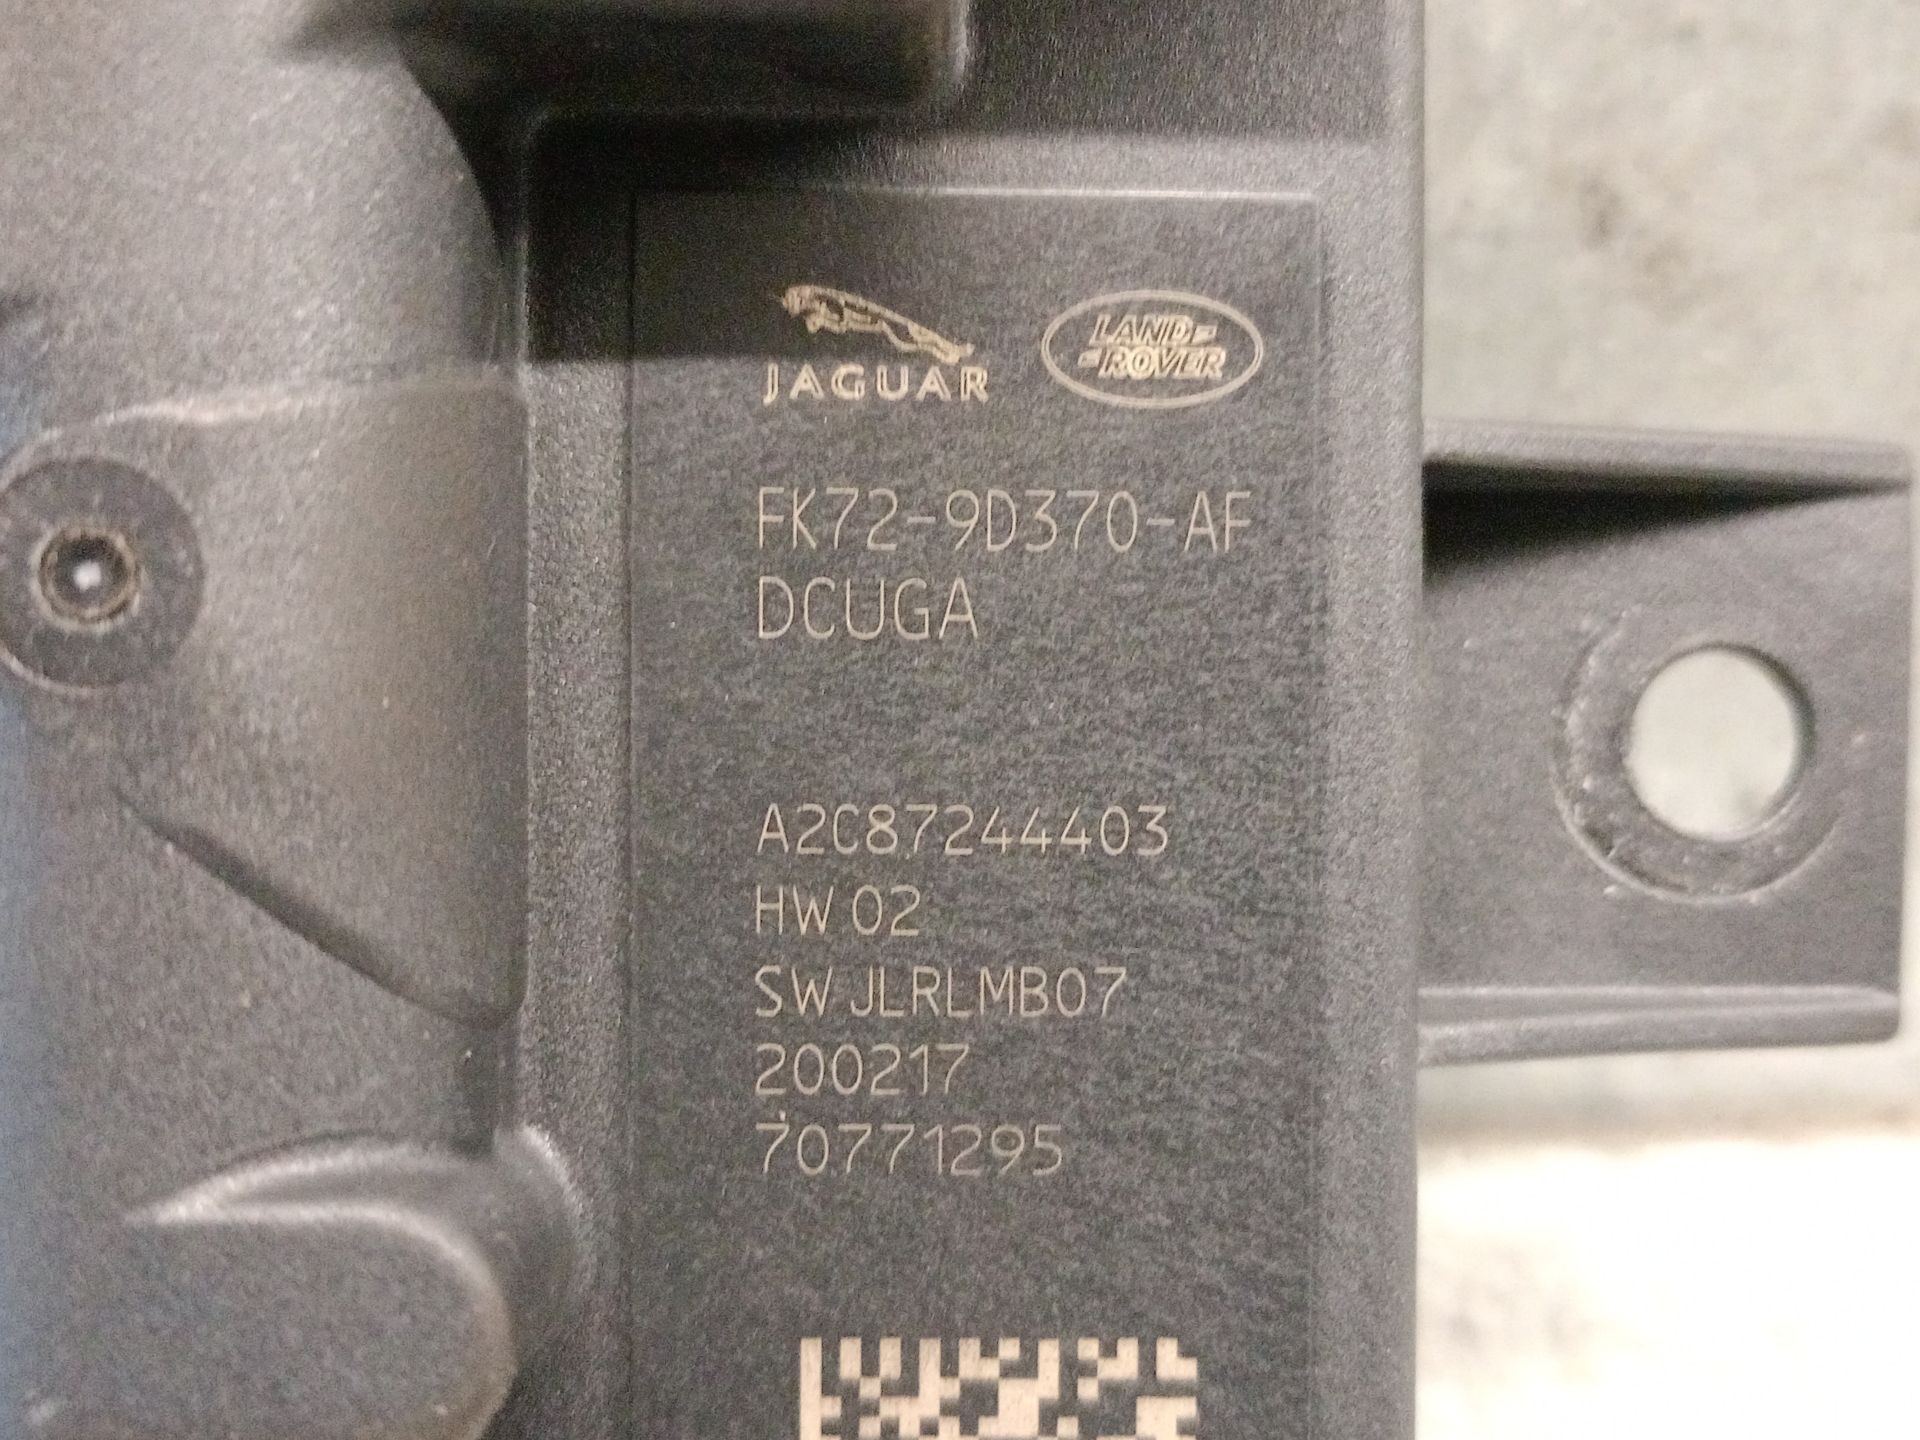 JAGUAR
LAND-
-ROVER
FK72-9D370-AF
DCUGA
A2C87244403
HW 02
SW JLRLMB07
200217
70771295